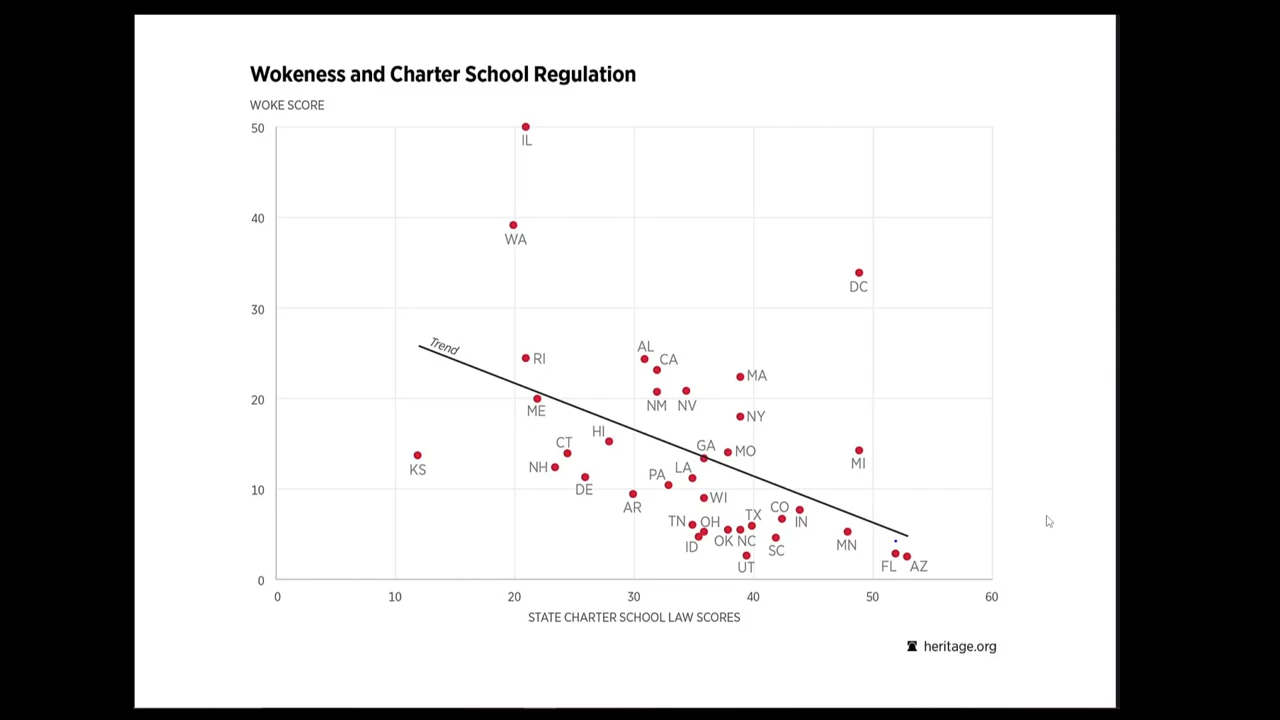 Wokeness and Charter School Regulation
WOKE SCORE
50
IL
40
WA
DC
30
Trend
AL
RI
CA
MA
20
NM
NV
ME
NY
HI
CT
GA
MO
KS
NH
PA
LA
MI
DE
10
AR
WI
TN
OH
TX
CO
IN
ID
OK
NC
SC
MN
UT
FL
AZ
0
0 10 20 30 40 50 60
STATE CHARTER SCHOOL LAW SCORES
heritage.org